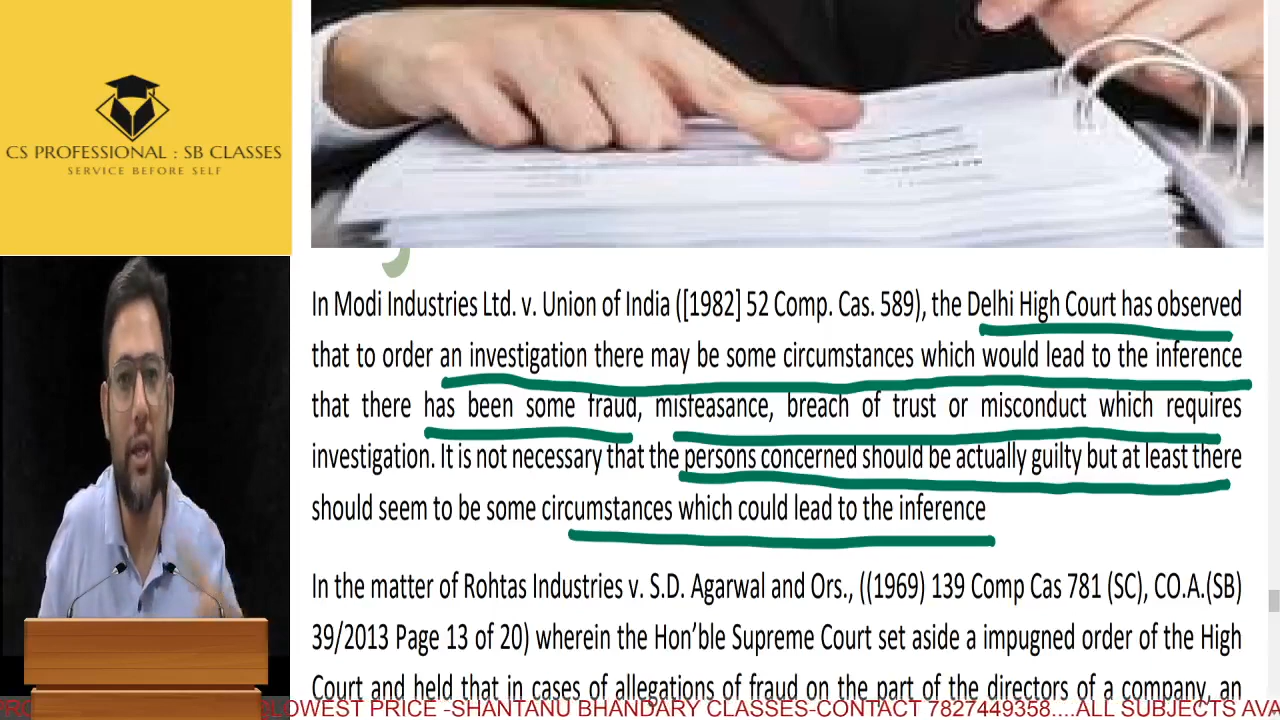 CS PROFESSIONAL : SB CLASSES
SERVICE BEFORE SELF
In Modi Industries Ltd. v. Union of India ([1982] 52 Comp. Cas. 589), the Delhi High Court has observed
that to order an investigation there may be some circumstances which would lead to the inference
that there has been some fraud, misfeasance, breach of trust or misconduct which requires
investigation. It is not necessary that the persons concerned should be actually guilty but at least there
should seem to be some circumstances which could lead to the inference
In the matter of Rohtas Industries v. S.D. Agarwal and Ors., ((1969) 139 Comp Cas 781 (SC), CO.A.(SB)
39/2013 Page 13 of 20) wherein the Hon’ble Supreme Court set aside a impugned order of the High
Court and held that in cases of allegations of fraud on the part of the directors of a company, an
LOWEST PRICE -SHANTANU BHANDARY CLASSES-CONTACT 7827449358....ALL SUBJECTS AVA